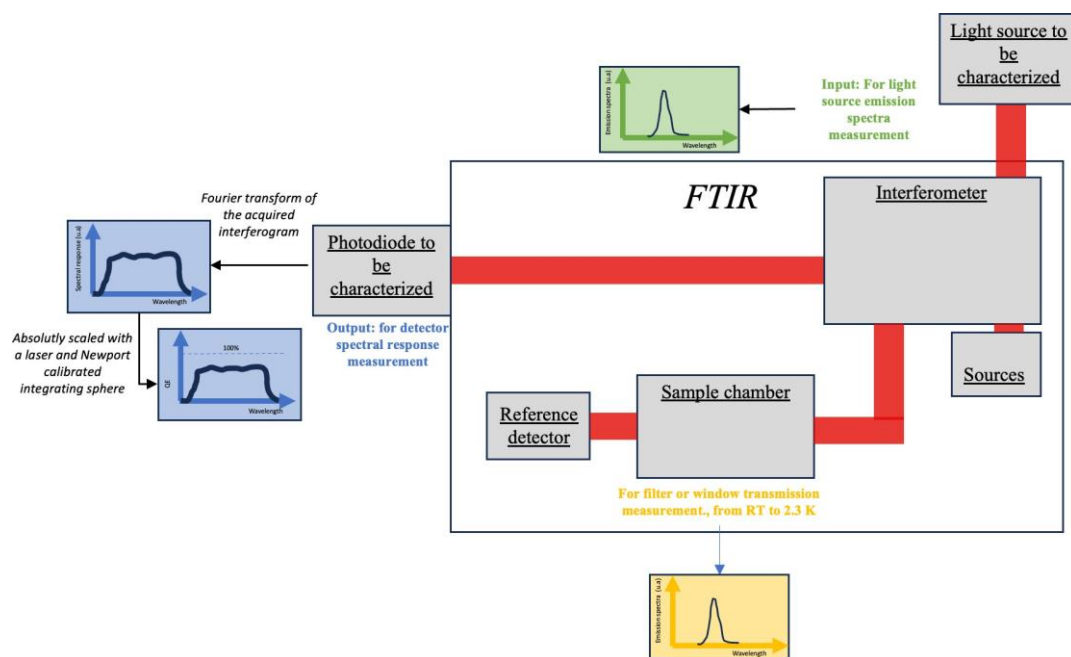 Light source to
be
characterized
Input: For light
source emission
spectra
measurement
Emission spectra (u.a)
Wavelength
FTIR
Interferometer
Fourier transform of
the acquired
interferogram
Photodiode to
be
characterized
Spectral response (u.a)
Wavelength
Output: for detector
spectral response
measurement
Absolutly scaled with
a laser and Newport
calibrated
integrating sphere
100%
QE
Wavelength
Sources
Sample chamber
Reference
detector
For filter or window transmission
measurement., from RT to 2.3 K
Emission spectra (u.a)
Wavelength